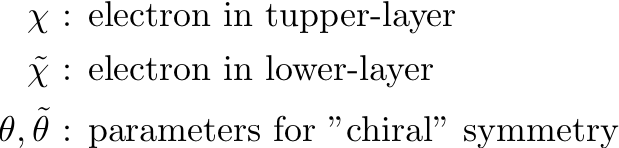 χ : electron in tupper-layer
χ̃ : electron in lower-layer
θ, θ̃ : parameters for ”chiral” symmetry